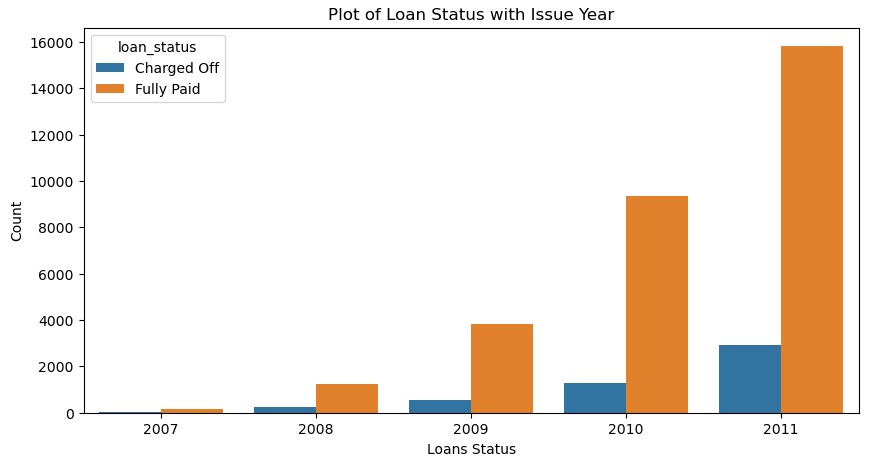 Plot of Loan Status with Issue Year
loan_status
Charged Off
Fully Paid
Count
16000
14000
12000
10000
8000
6000
4000
2000
0
2007 2008 2009 2010 2011
Loans Status